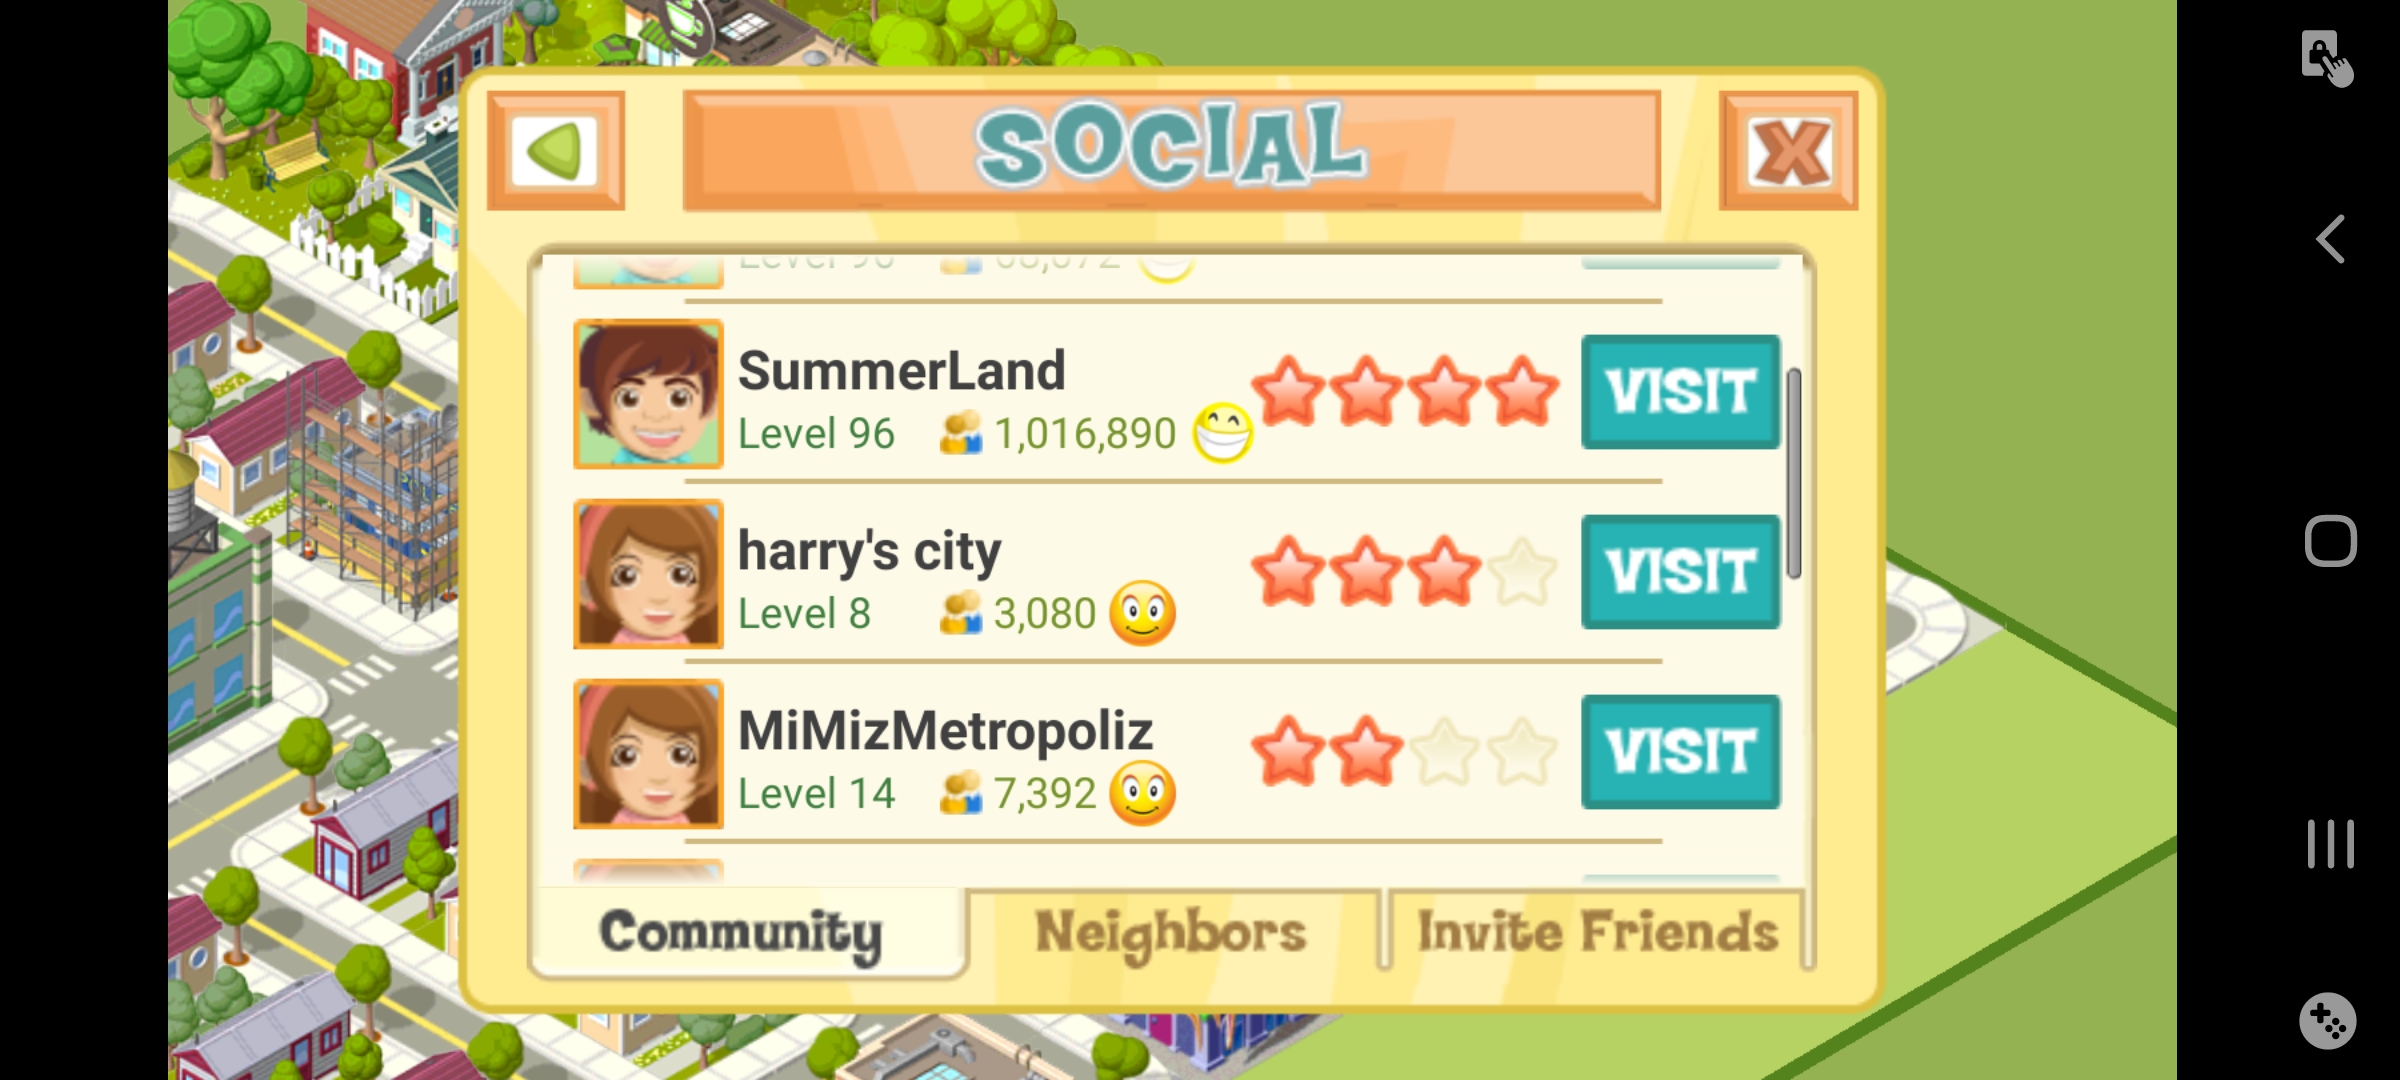 SOCIAL
SummerLand
Level 96 1,016,890
VISIT
harry's city
Level 8 3,080
VISIT
MiMizMetropoliz
Level 14 7,392
VISIT
Community Neighbors Invite Friends